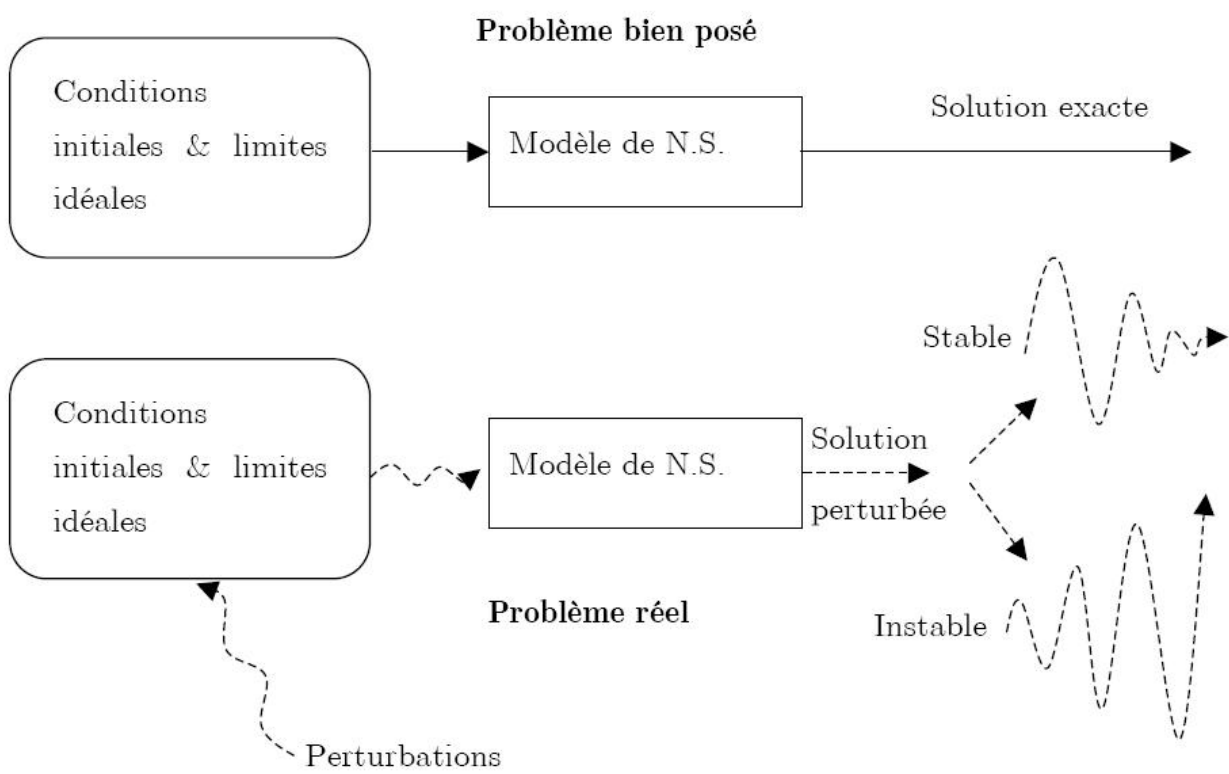 Problème bien posé
Conditions
initiales & limites
idéales
Modèle de N.S.
Solution exacte
Stable
Conditions
initiales & limites
idéales
Modèle de N.S.
Solution
perturbée
Problème réel
Instable
Perturbations